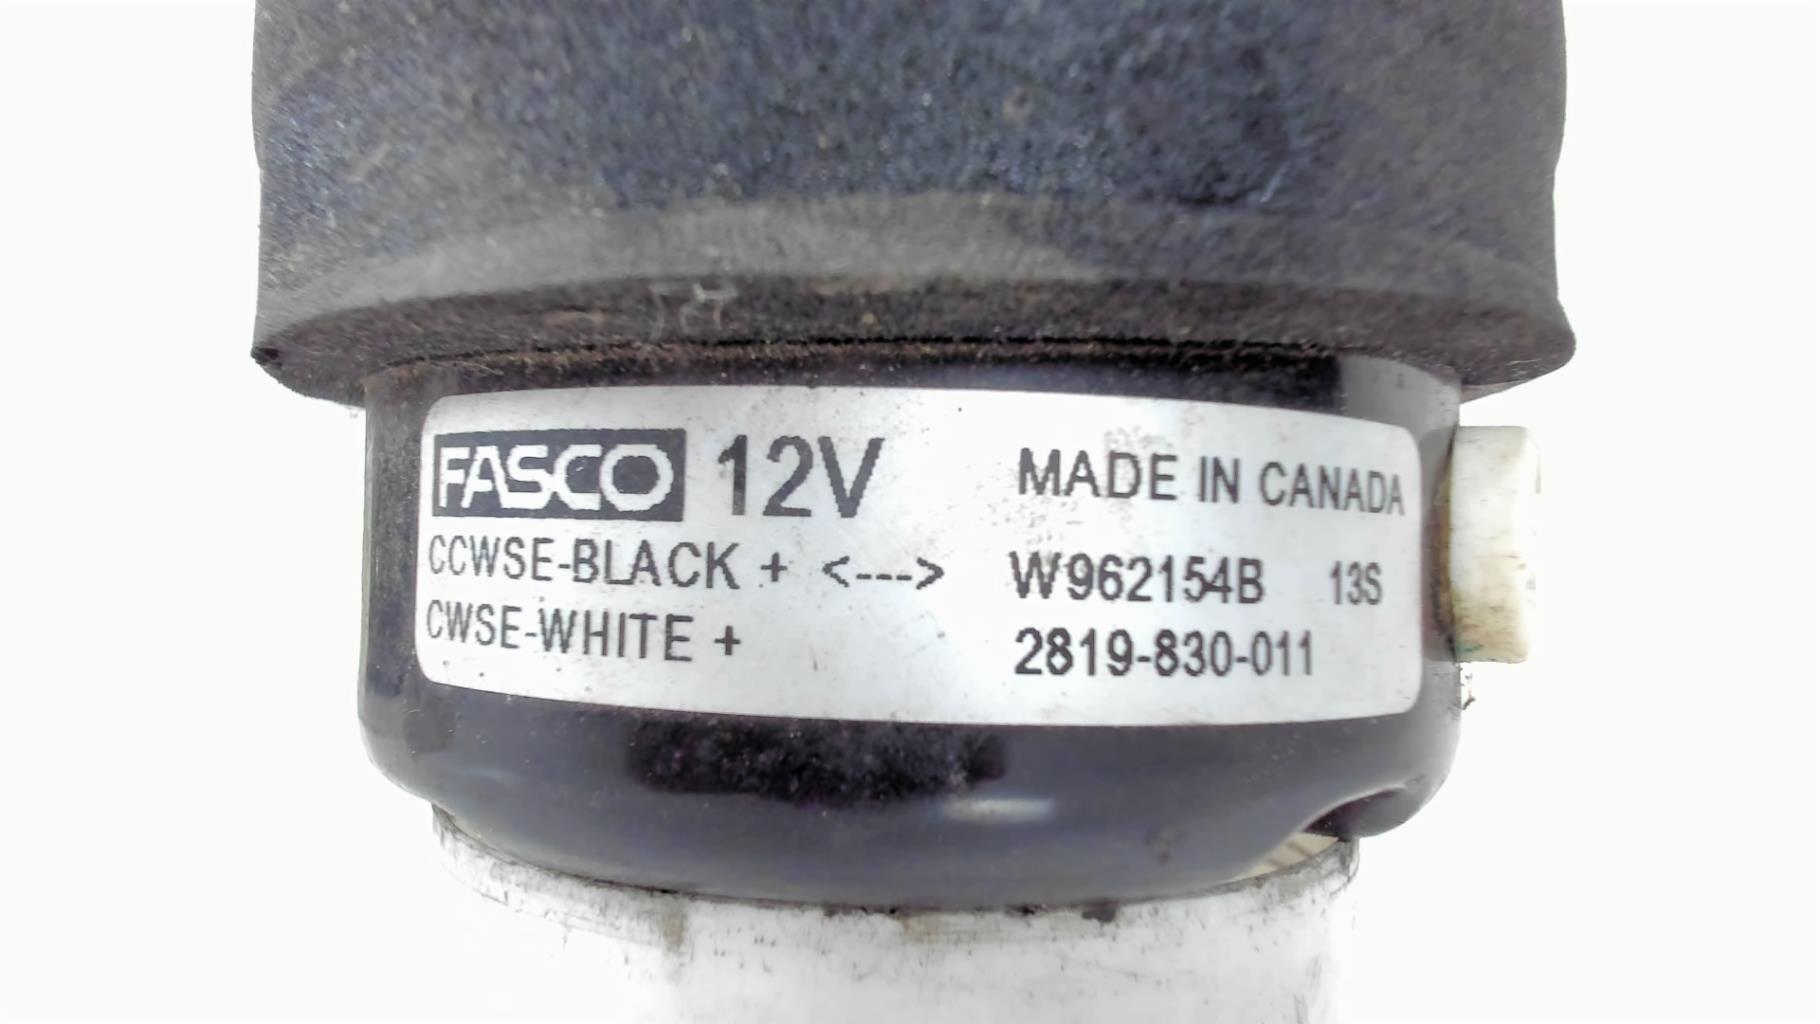 FASCO 12V MADE IN CANADA
CCWSE-BLACK + <---> W962154B 13S
CWSE-WHITE + 2819-830-011